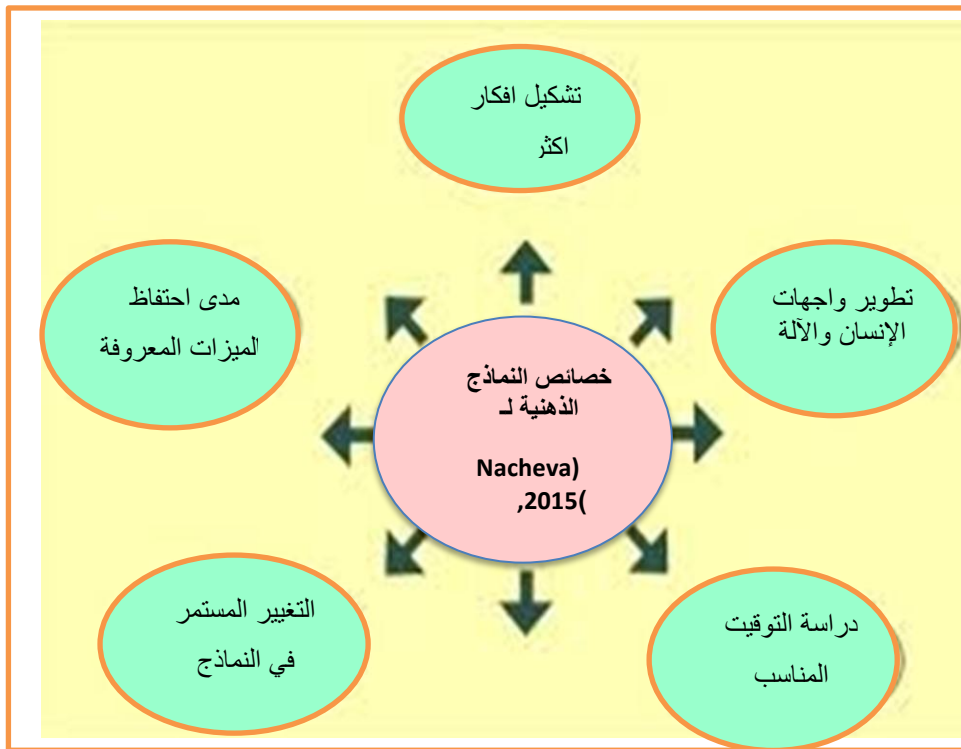 تشكيل افكار
اكثر
تطوير واجهات
الإنسان والآلة
مدى احتفاظ
لميزات المعروفة
خصائص النماذج
الذهنية لـ
Nacheva)
,2015(
التغيير المستمر
في النماذج
دراسة التوقيت
المناسب